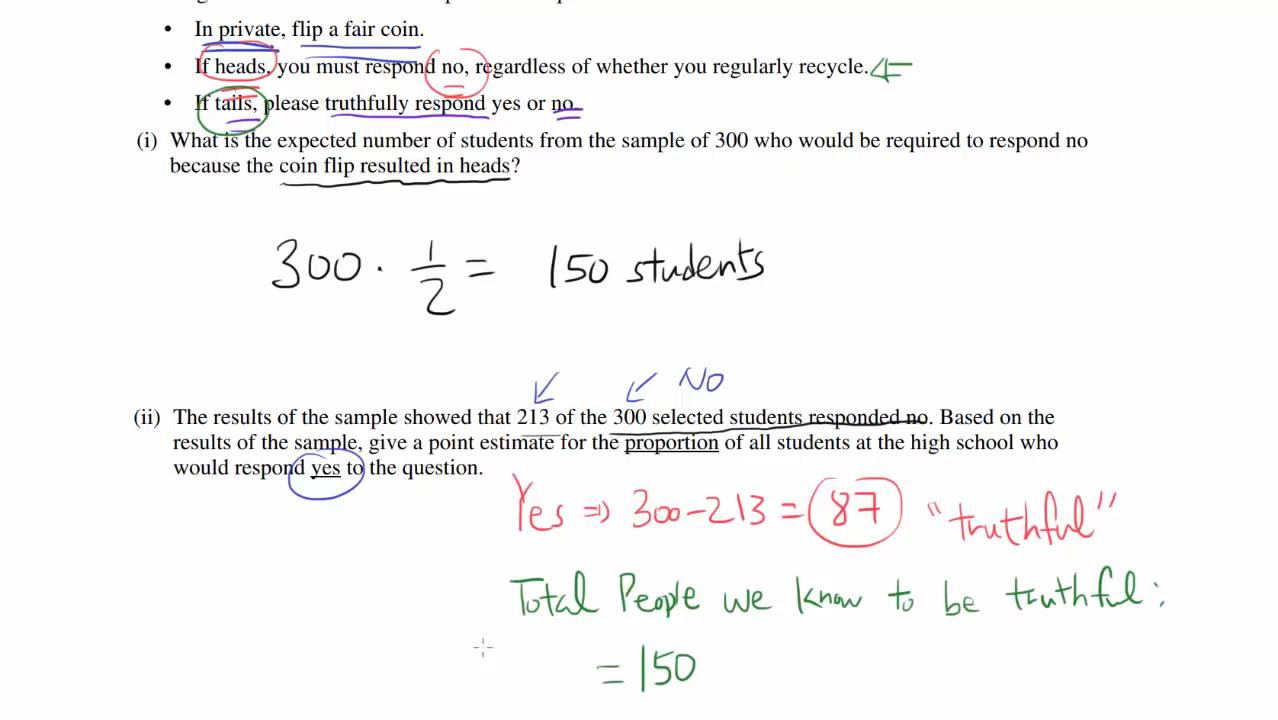 • In private, flip a fair coin.
• If heads, you must respond no, regardless of whether you regularly recycle.
• If tails, please truthfully respond yes or no.
(i) What is the expected number of students from the sample of 300 who would be required to respond no
because the coin flip resulted in heads?
300 · 1/2 = 150 students
NO
(ii) The results of the sample showed that 213 of the 300 selected students responded no. Based on the
results of the sample, give a point estimate for the proportion of all students at the high school who
would respond yes to the question.
Yes ⇒ 300-213 = 87 "truthful"
Total People we know to be truthful:
= 150